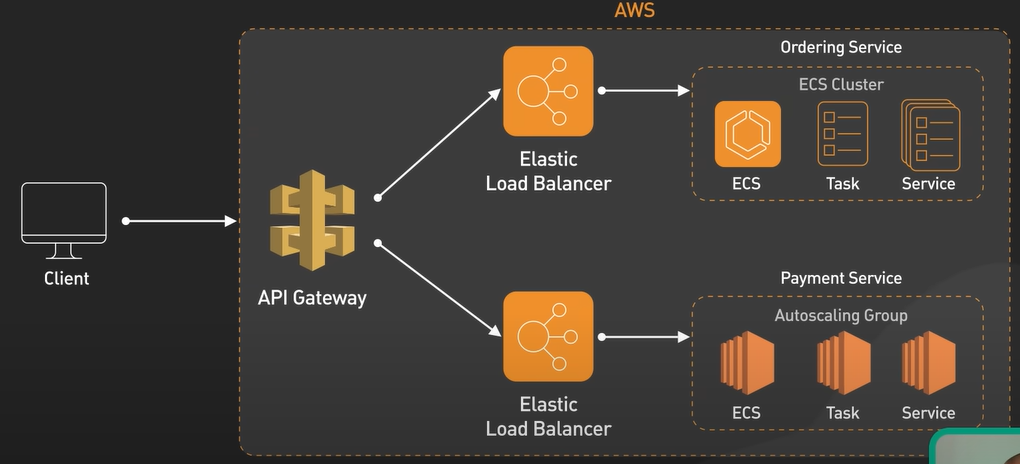 AWS
Ordering Service
ECS Cluster
ECS
Task
Service
Elastic
Load Balancer
Client
API Gateway
Payment Service
Autoscaling Group
ECS
Task
Service
Elastic
Load Balancer